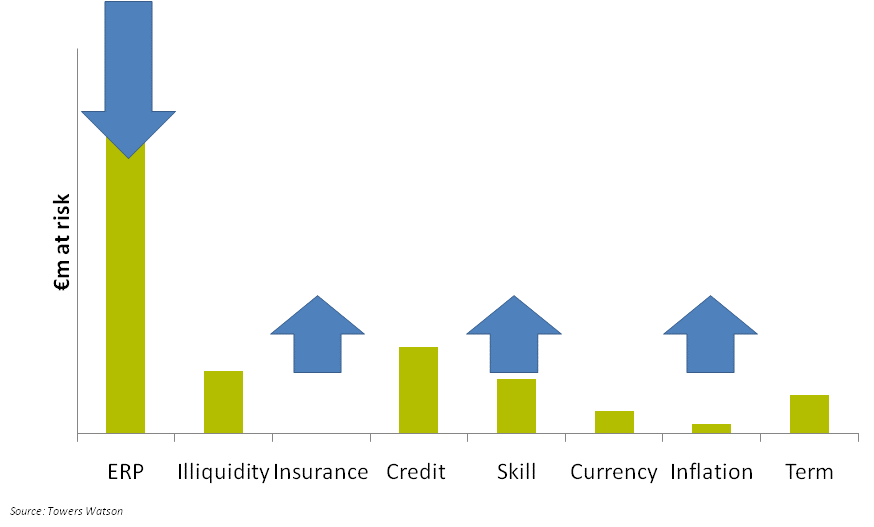 €m at risk
ERP Illiquidity Insurance Credit Skill Currency Inflation Term
Source: Towers Watson